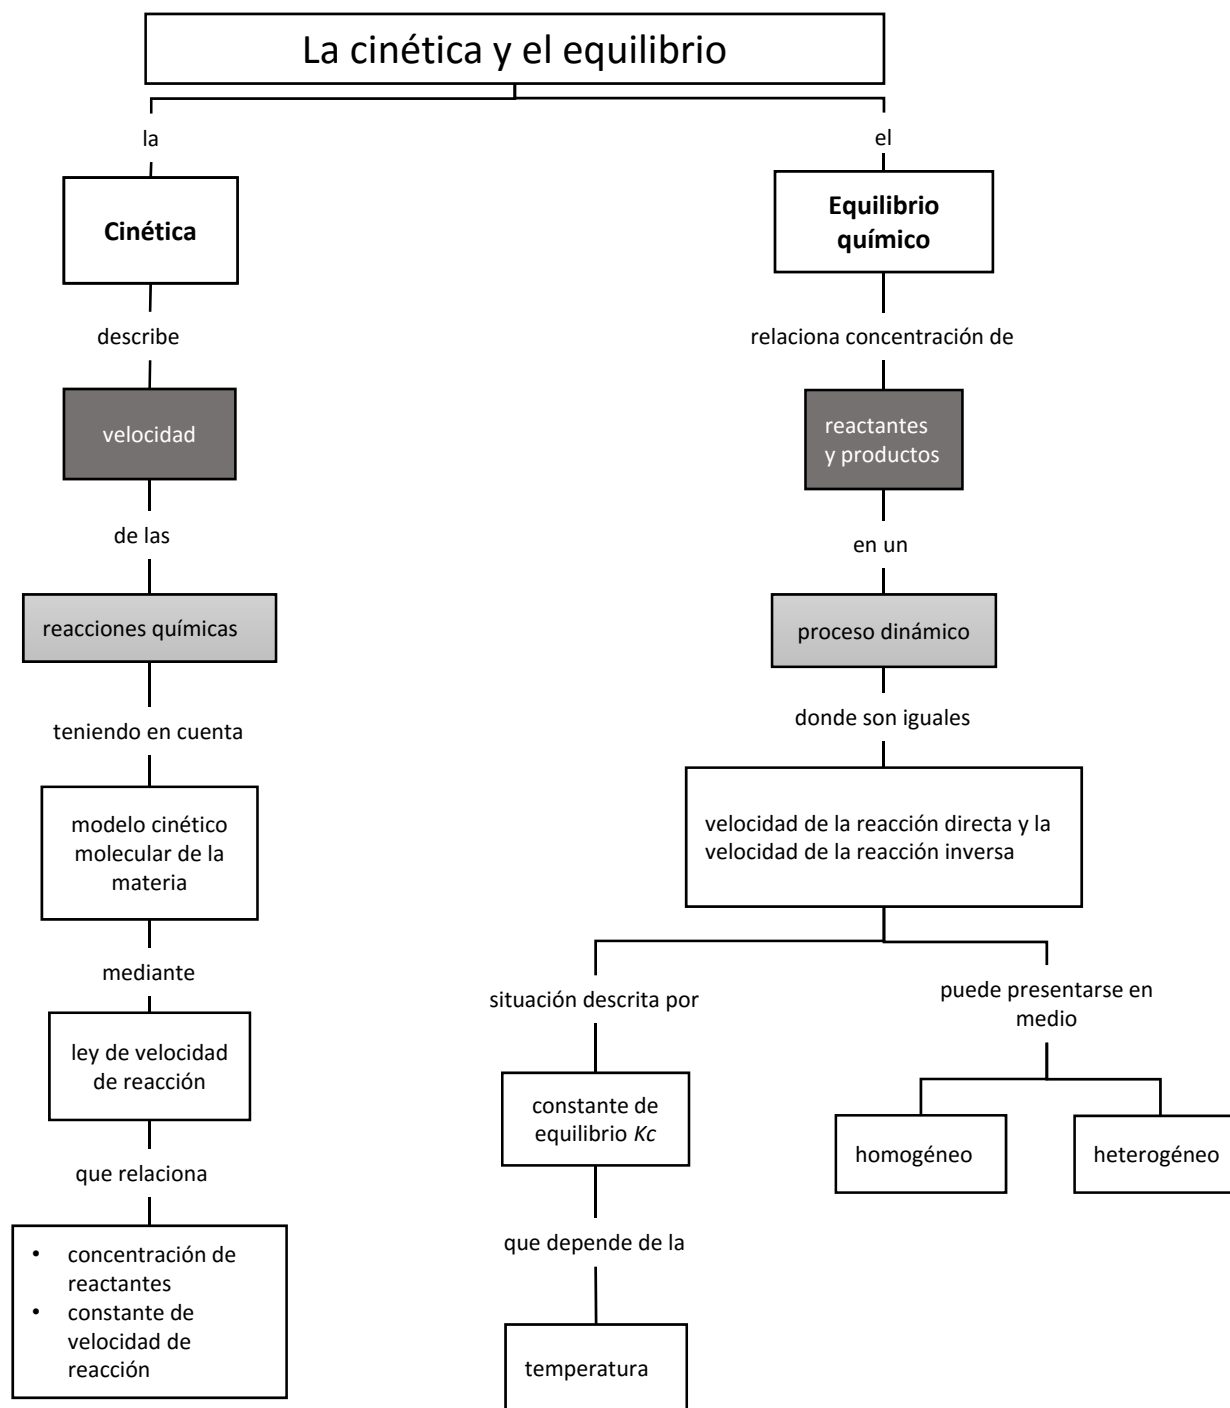 La cinética y el equilibrio
la
Cinética
describe
velocidad
de las
reacciones químicas
teniendo en cuenta
modelo cinético
molecular de la
materia
mediante
ley de velocidad
de reacción
que relaciona
• concentración de
reactantes
• constante de
velocidad de
reacción
el
Equilibrio
químico
relaciona concentración de
reactantes
y productos
en un
proceso dinámico
donde son iguales
velocidad de la reacción directa y la
velocidad de la reacción inversa
situación descrita por
constante de
equilibrio Kc
que depende de la
temperatura
puede presentarse en
medio
homogéneo
heterogéneo